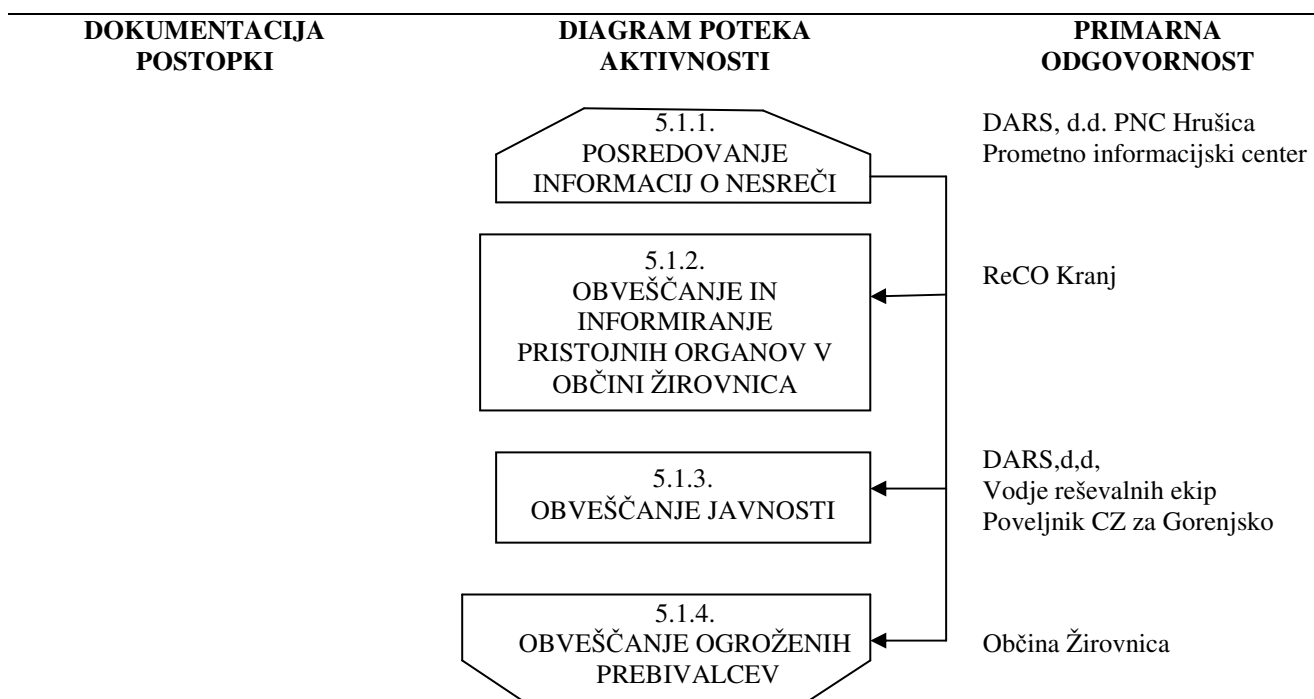 DOKUMENTACIJA
POSTOPKI
DIAGRAM POTEKA
AKTIVNOSTI
PRIMARNA
ODGOVORNOST
5.1.1.
POSREDOVANJE
INFORMACIJ O NESREČI
DARS, d.d. PNC Hrušica
Prometno informacijski center
5.1.2.
OBVEŠČANJE IN
INFORMIRANJE
PRISTOJNIH ORGANOV V
OBČINI ŽIROVNICA
ReCO Kranj
5.1.3.
OBVEŠČANJE JAVNOSTI
DARS,d,d,
Vodje reševalnih ekip
Poveljnik CZ za Gorenjsko
5.1.4.
OBVEŠČANJE OGROŽENIH
PREBIVALCEV
Občina Žirovnica